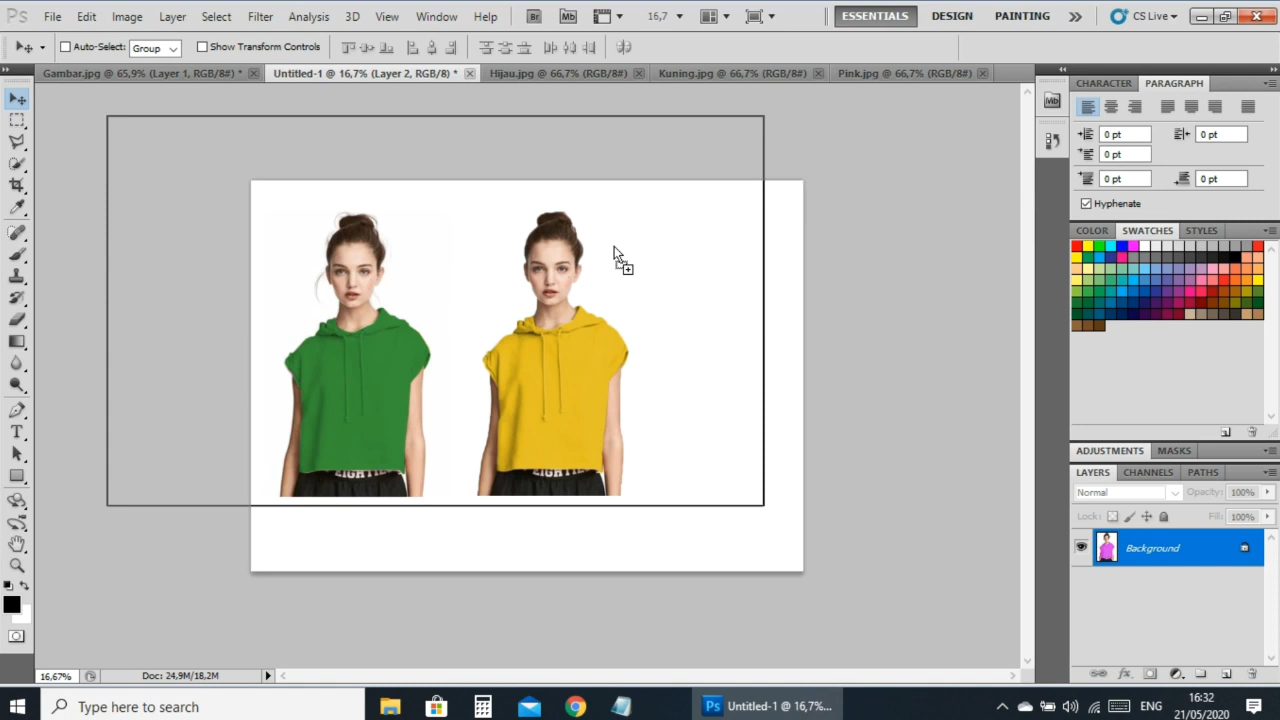 Ps File Edit Image Layer Select Filter Analysis 3D View Window Help Br Mb 16,7 ESSENTIALS DESIGN PAINTING CS Live
Auto-Select: Group Show Transform Controls
Gambar.jpg @ 65,9% (Layer 1, RGB/8#) * Untitled-1 @ 16,7% (Layer 2, RGB/8) * Hijau.jpg @ 66,7% (RGB/8#) Kuning.jpg @ 66,7% (RGB/8#) Pink.jpg @ 66,7% (RGB/8#)
CHARACTER PARAGRAPH
Mb
0 pt 0 pt
0 pt
0 pt 0 pt
Hyphenate
COLOR SWATCHES STYLES
T
ADJUSTMENTS MASKS
LAYERS CHANNELS PATHS
Normal Opacity: 100%
Lock: Fill: 100%
Background
16,67% Doc: 24,9M/18,2M
Type here to search
Ps Untitled-1 @ 16,7%...
ENG
16:32
21/05/2020